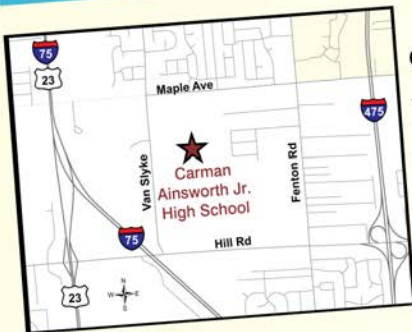 75
23
Maple Ave
475
Van Slyke
Fenton Rd
Carman
Ainsworth Jr.
High School
75
Hill Rd
23
N
W
E
S